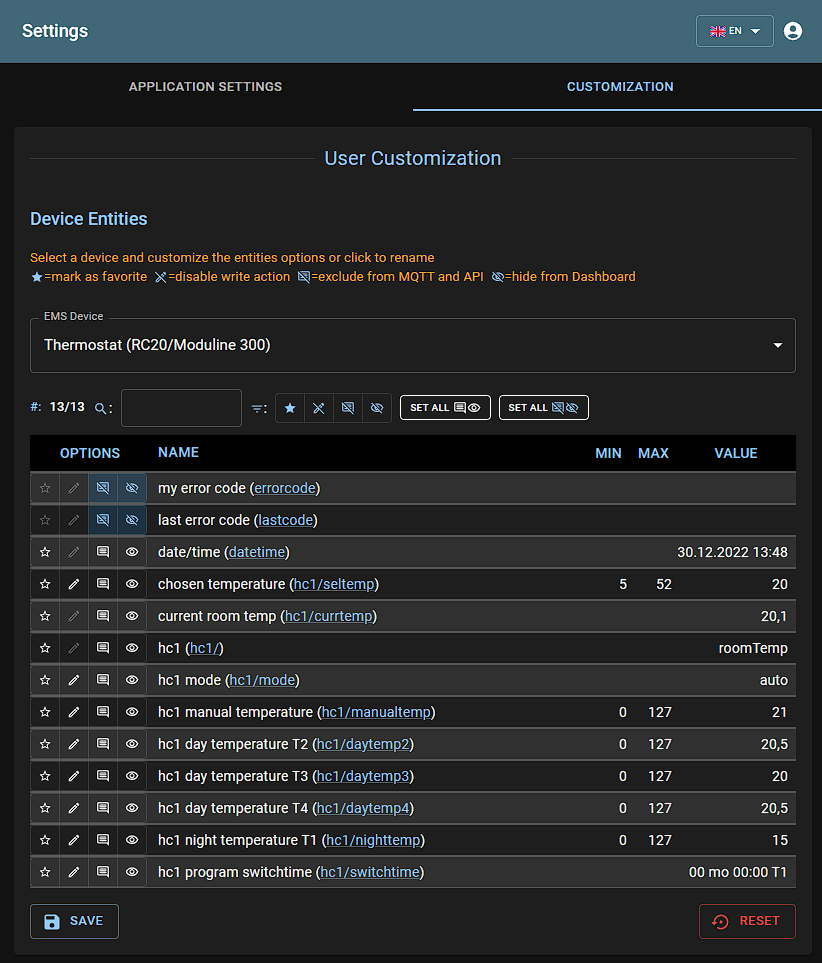 Settings
EN
APPLICATION SETTINGS
CUSTOMIZATION
User Customization
Device Entities
Select a device and customize the entities options or click to rename
=mark as favorite =disable write action =exclude from MQTT and API =hide from Dashboard
EMS Device
Thermostat (RC20/Moduline 300)
#: 13/13 : : SET ALL SET ALL
OPTIONS NAME MIN MAX VALUE
my error code (errorcode)
last error code (lastcode)
date/time (datetime) 30.12.2022 13:48
chosen temperature (hc1/seltemp) 5 52 20
current room temp (hc1/currtemp) 20,1
hc1 (hc1/) roomTemp
hc1 mode (hc1/mode) auto
hc1 manual temperature (hc1/manualtemp) 0 127 21
hc1 day temperature T2 (hc1/daytemp2) 0 127 20,5
hc1 day temperature T3 (hc1/daytemp3) 0 127 20
hc1 day temperature T4 (hc1/daytemp4) 0 127 20,5
hc1 night temperature T1 (hc1/nighttemp) 0 127 15
hc1 program switchtime (hc1/switchtime) 00 mo 00:00 T1
SAVE
RESET